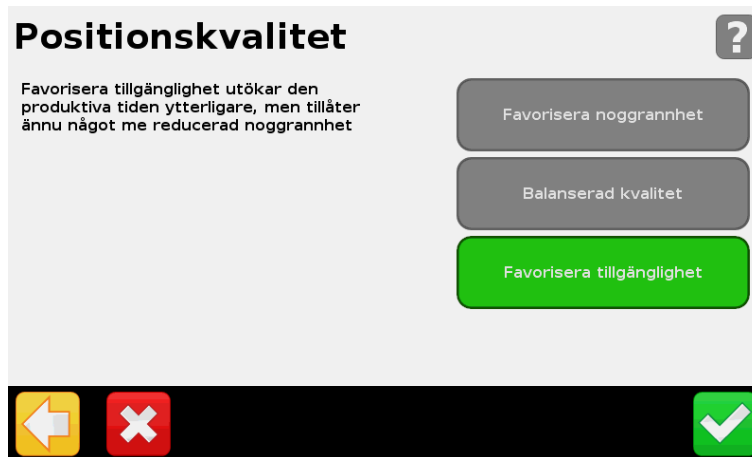 Positionskvalitet
?
Favorisera tillgänglighet utökar den
produktiva tiden ytterligare, men tillåter
ännu något me reducerad noggrannhet
Favorisera noggrannhet
Balanserad kvalitet
Favorisera tillgänglighet